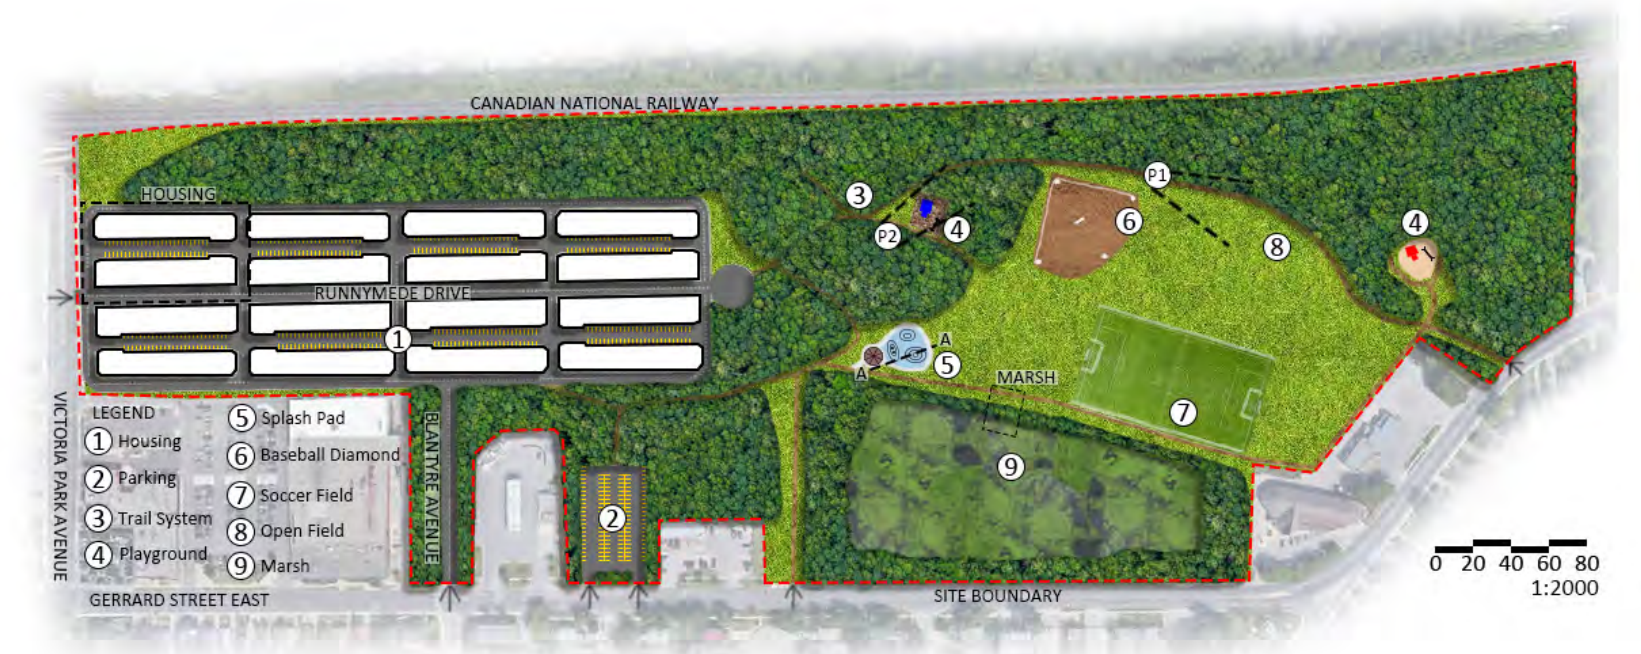 CANADIAN NATIONAL RAILWAY
HOUSING
P1
3
6
4
P2
4
8
RUNNYMEDE DRIVE
1
A
A
5
MARSH
7
VICTORIA PARK AVENUE
BLANTYRE AVENUE
9
2
LEGEND
1 Housing
2 Parking
3 Trail System
4 Playground
5 Splash Pad
6 Baseball Diamond
7 Soccer Field
8 Open Field
9 Marsh
0 20 40 60 80
1:2000
GERRARD STREET EAST
SITE BOUNDARY